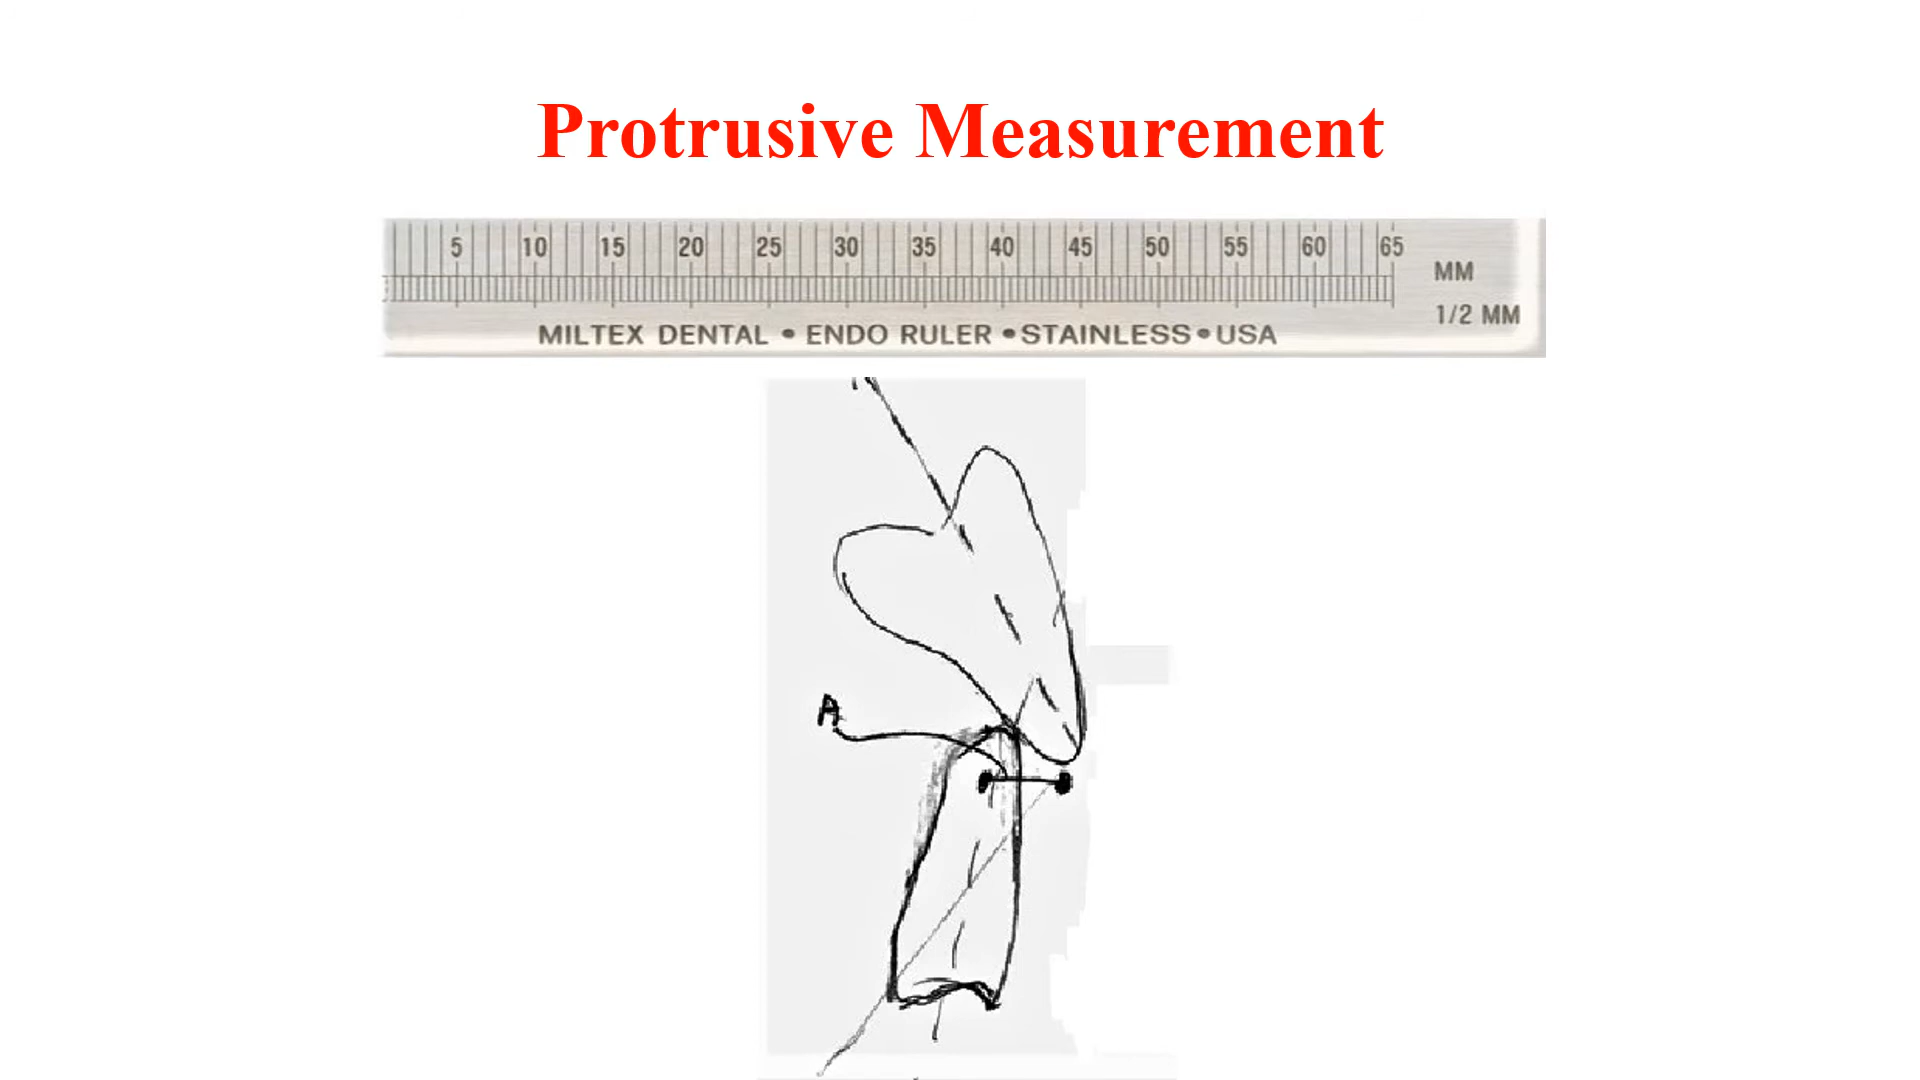 Protrusive Measurement
5 10 15 20 25 30 35 40 45 50 55 60 65
MM
1/2 MM
MILTEX DENTAL • ENDO RULER • STAINLESS • USA
A